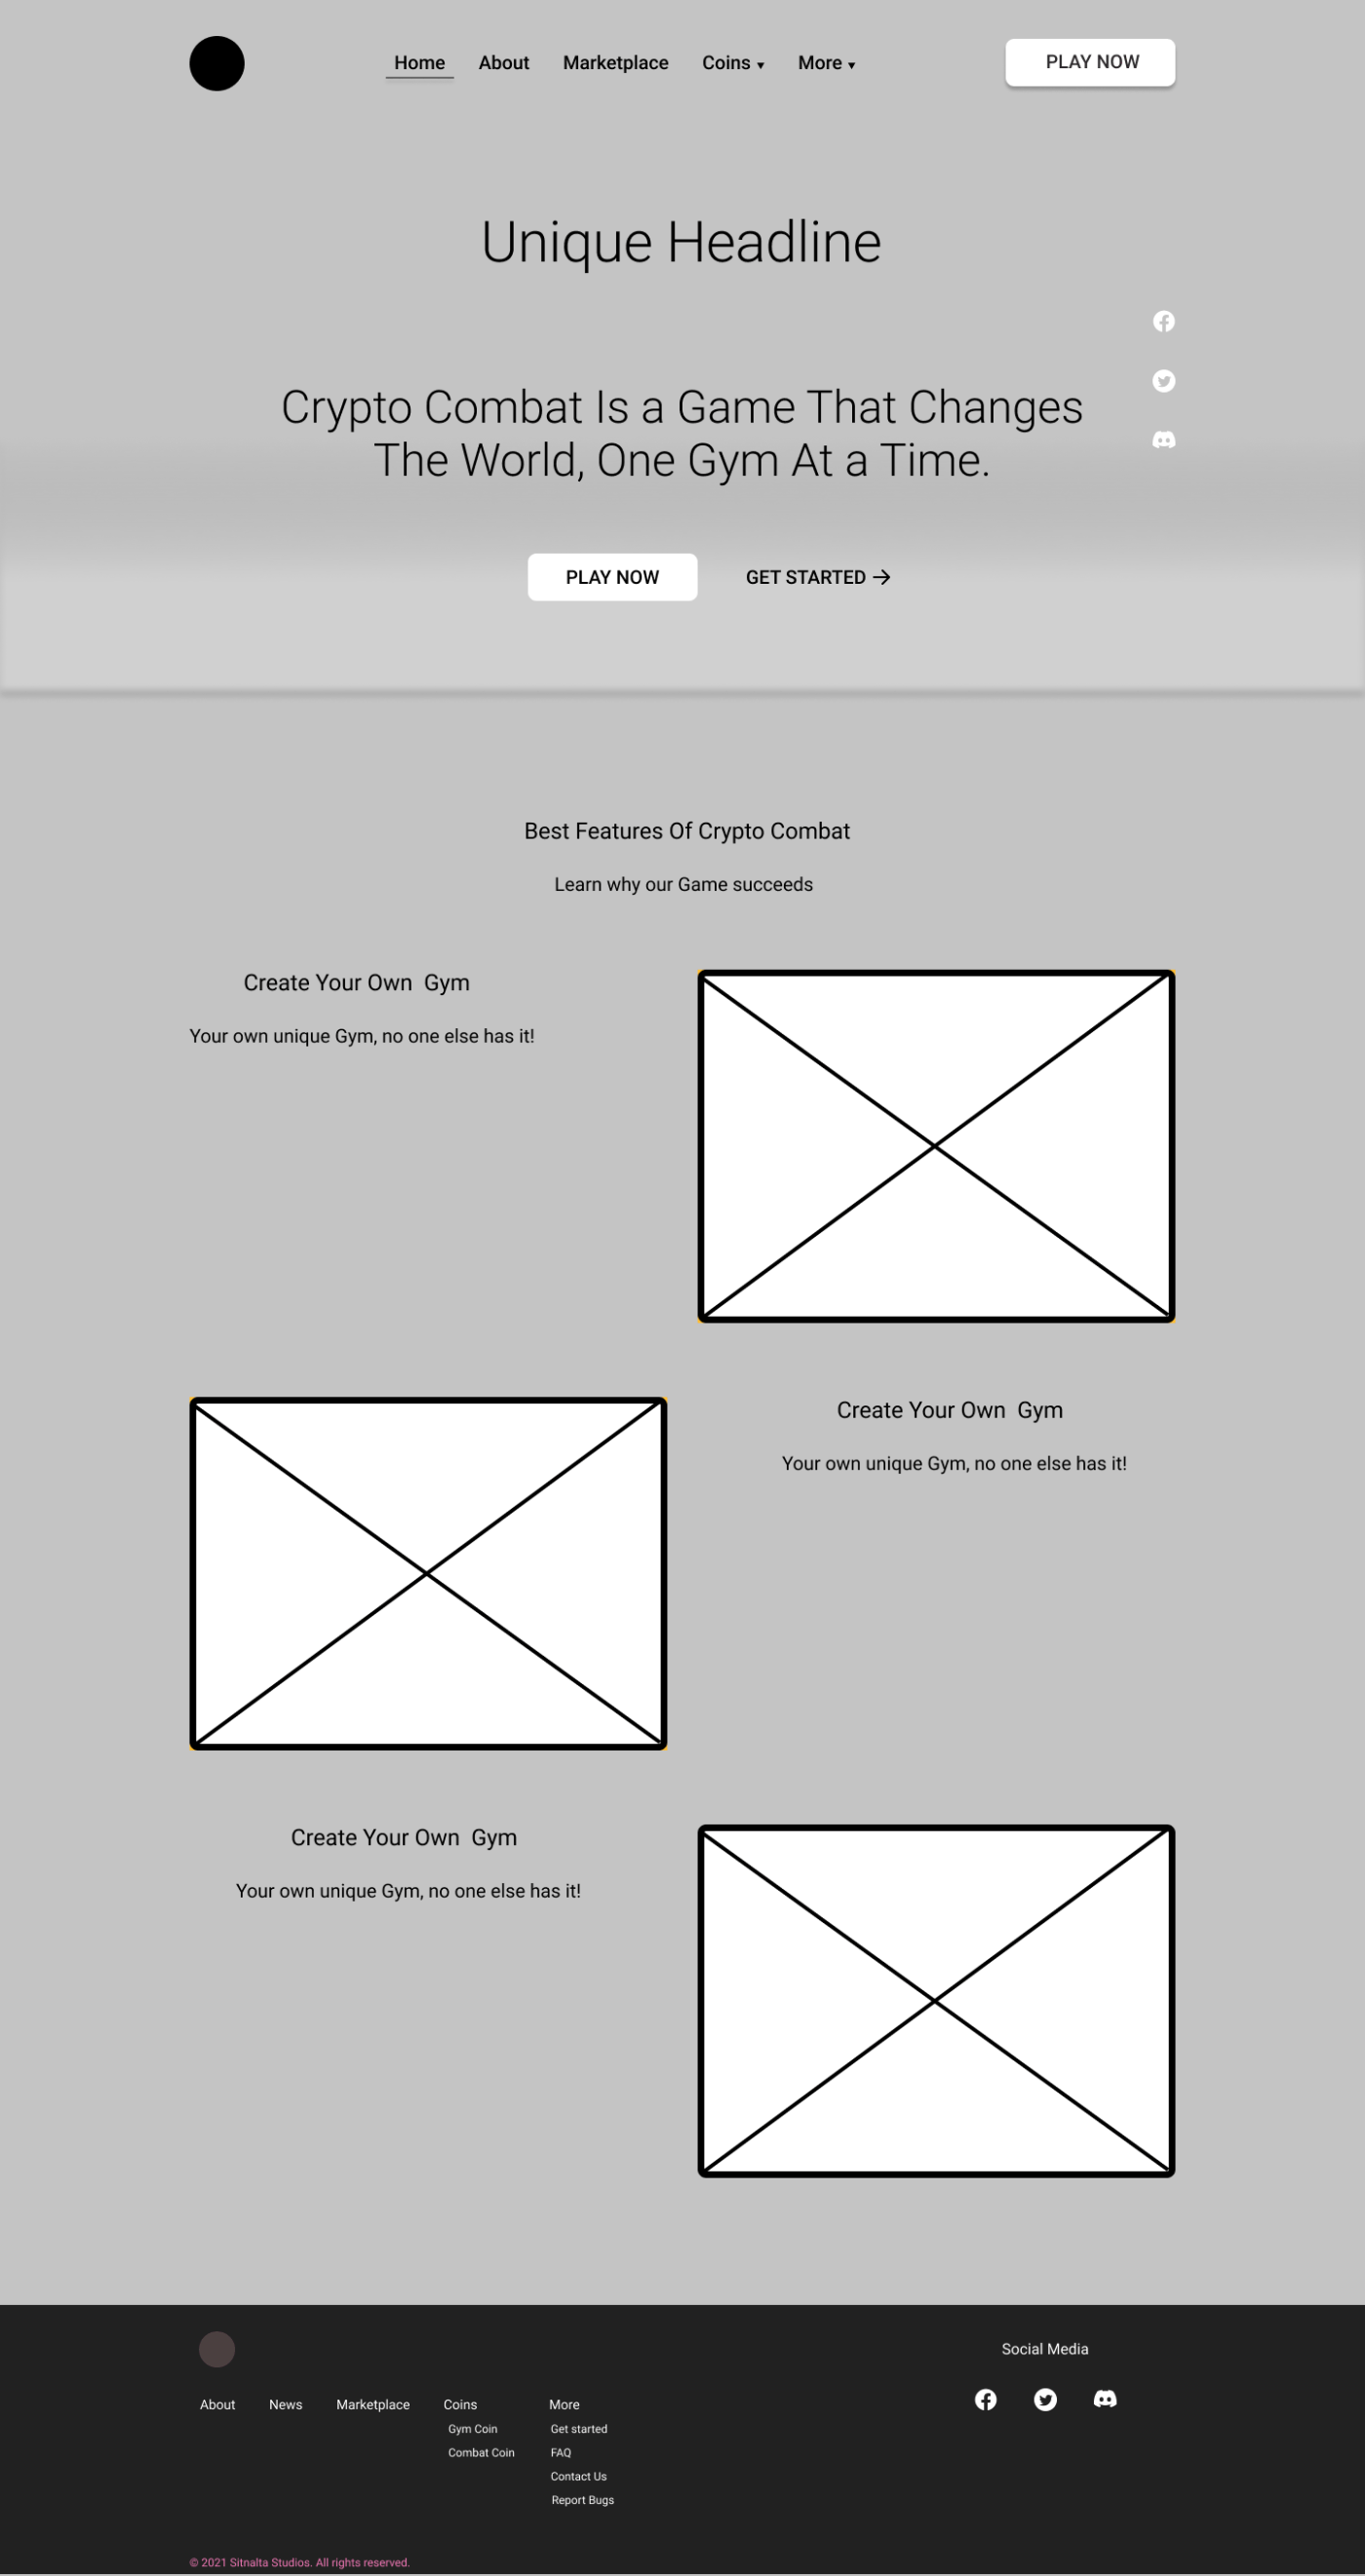 Home About Marketplace Coins ▾ More ▾ PLAY NOW
Unique Headline
Crypto Combat Is a Game That Changes
The World, One Gym At a Time.
PLAY NOW GET STARTED →
Best Features Of Crypto Combat
Learn why our Game succeeds
Create Your Own Gym
Your own unique Gym, no one else has it!
Create Your Own Gym
Your own unique Gym, no one else has it!
Create Your Own Gym
Your own unique Gym, no one else has it!
Social Media
About News Marketplace Coins More
Gym Coin Get started
Combat Coin FAQ
Contact Us
Report Bugs
© 2021 Sitnalta Studios. All rights reserved.